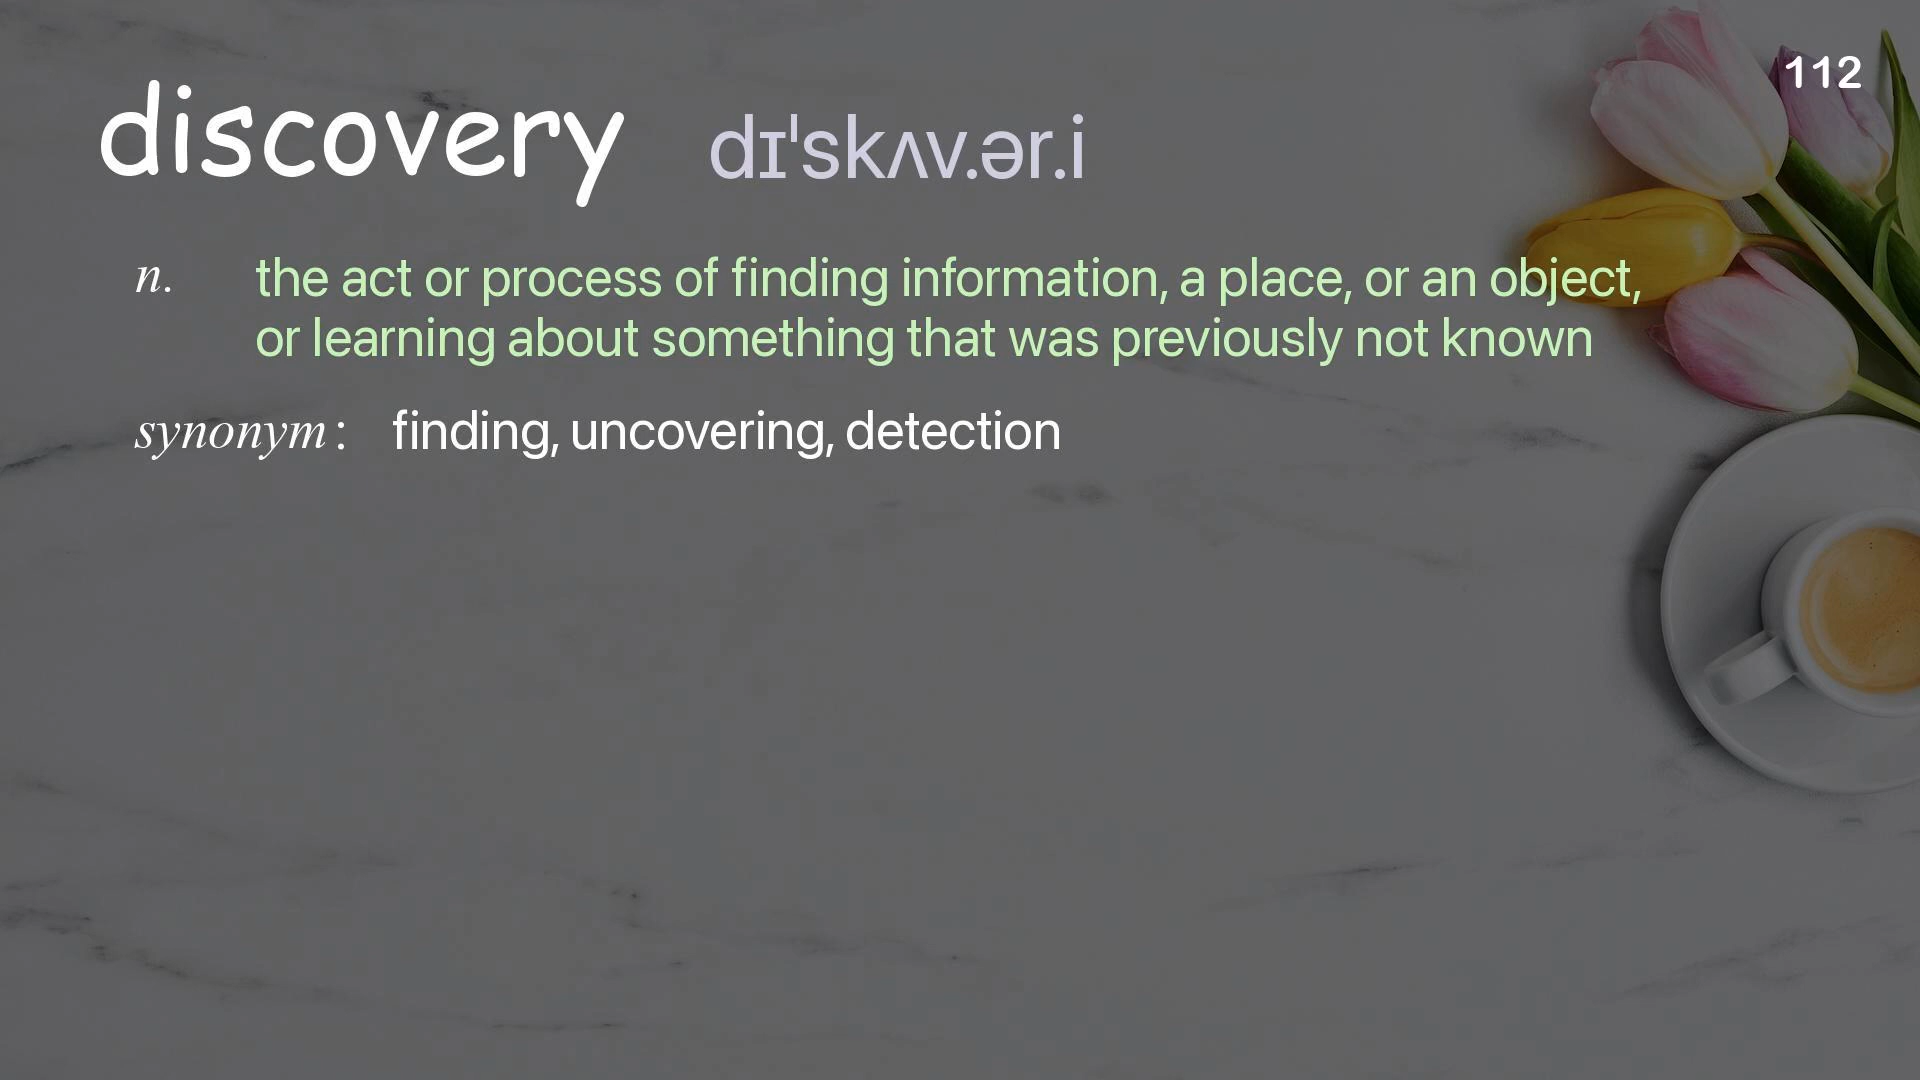 112
discovery dɪˈskʌv.ər.i
n. the act or process of finding information, a place, or an object,
or learning about something that was previously not known
synonym: finding, uncovering, detection